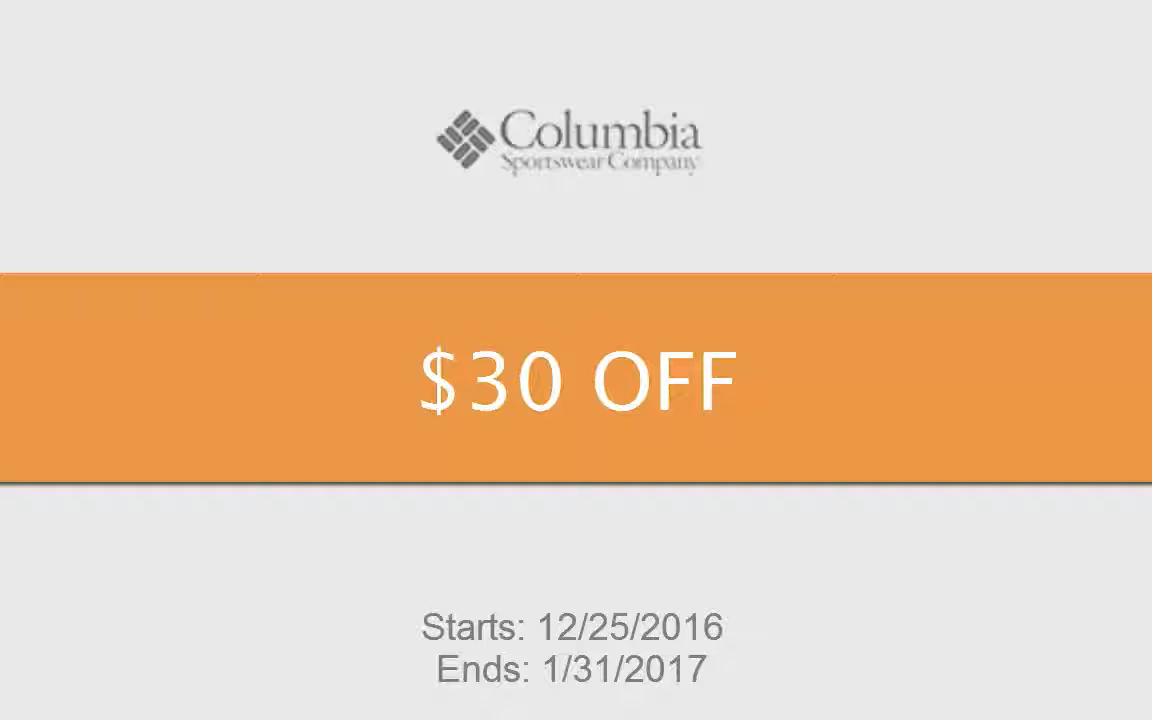 Columbia
Sportswear Company
$30 OFF
Starts: 12/25/2016
Ends: 1/31/2017